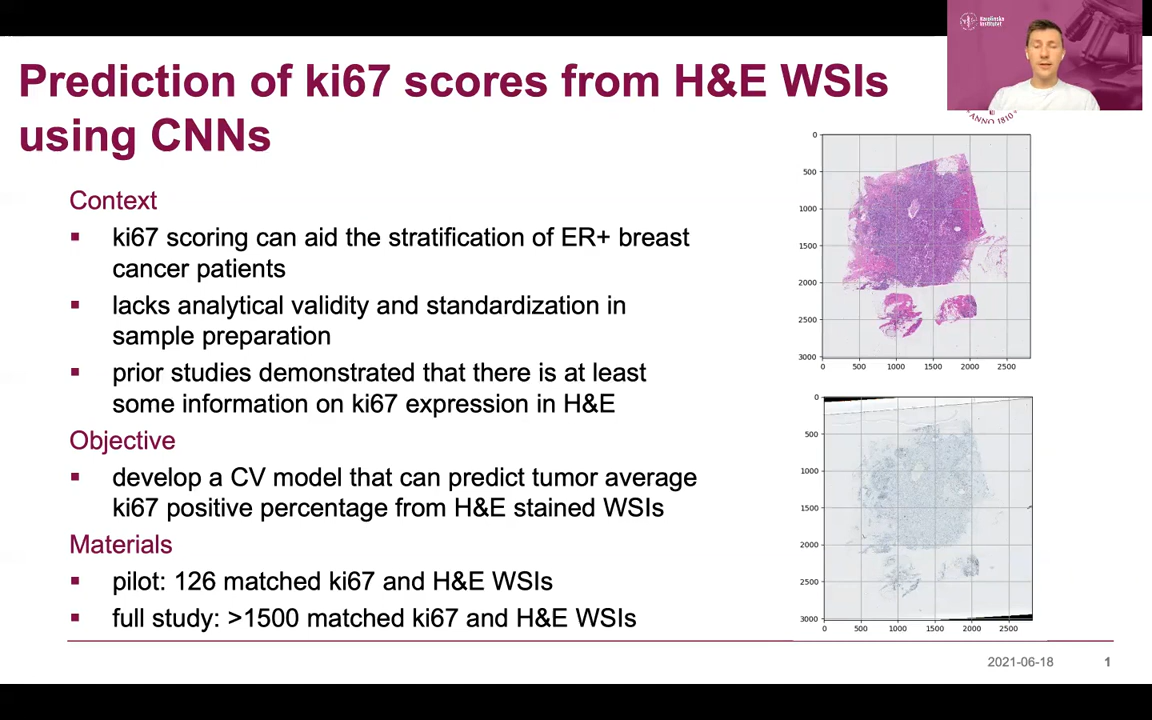 Karolinska
Institutet
Prediction of ki67 scores from H&E WSIs
using CNNs
ANNO 1810
Context
▪ ki67 scoring can aid the stratification of ER+ breast
cancer patients
▪ lacks analytical validity and standardization in
sample preparation
▪ prior studies demonstrated that there is at least
some information on ki67 expression in H&E
Objective
▪ develop a CV model that can predict tumor average
ki67 positive percentage from H&E stained WSIs
Materials
▪ pilot: 126 matched ki67 and H&E WSIs
▪ full study: >1500 matched ki67 and H&E WSIs
0
500
1000
1500
2000
2500
3000
0 500 1000 1500 2000 2500
0
500
1000
1500
2000
2500
3000
0 500 1000 1500 2000 2500
2021-06-18 1